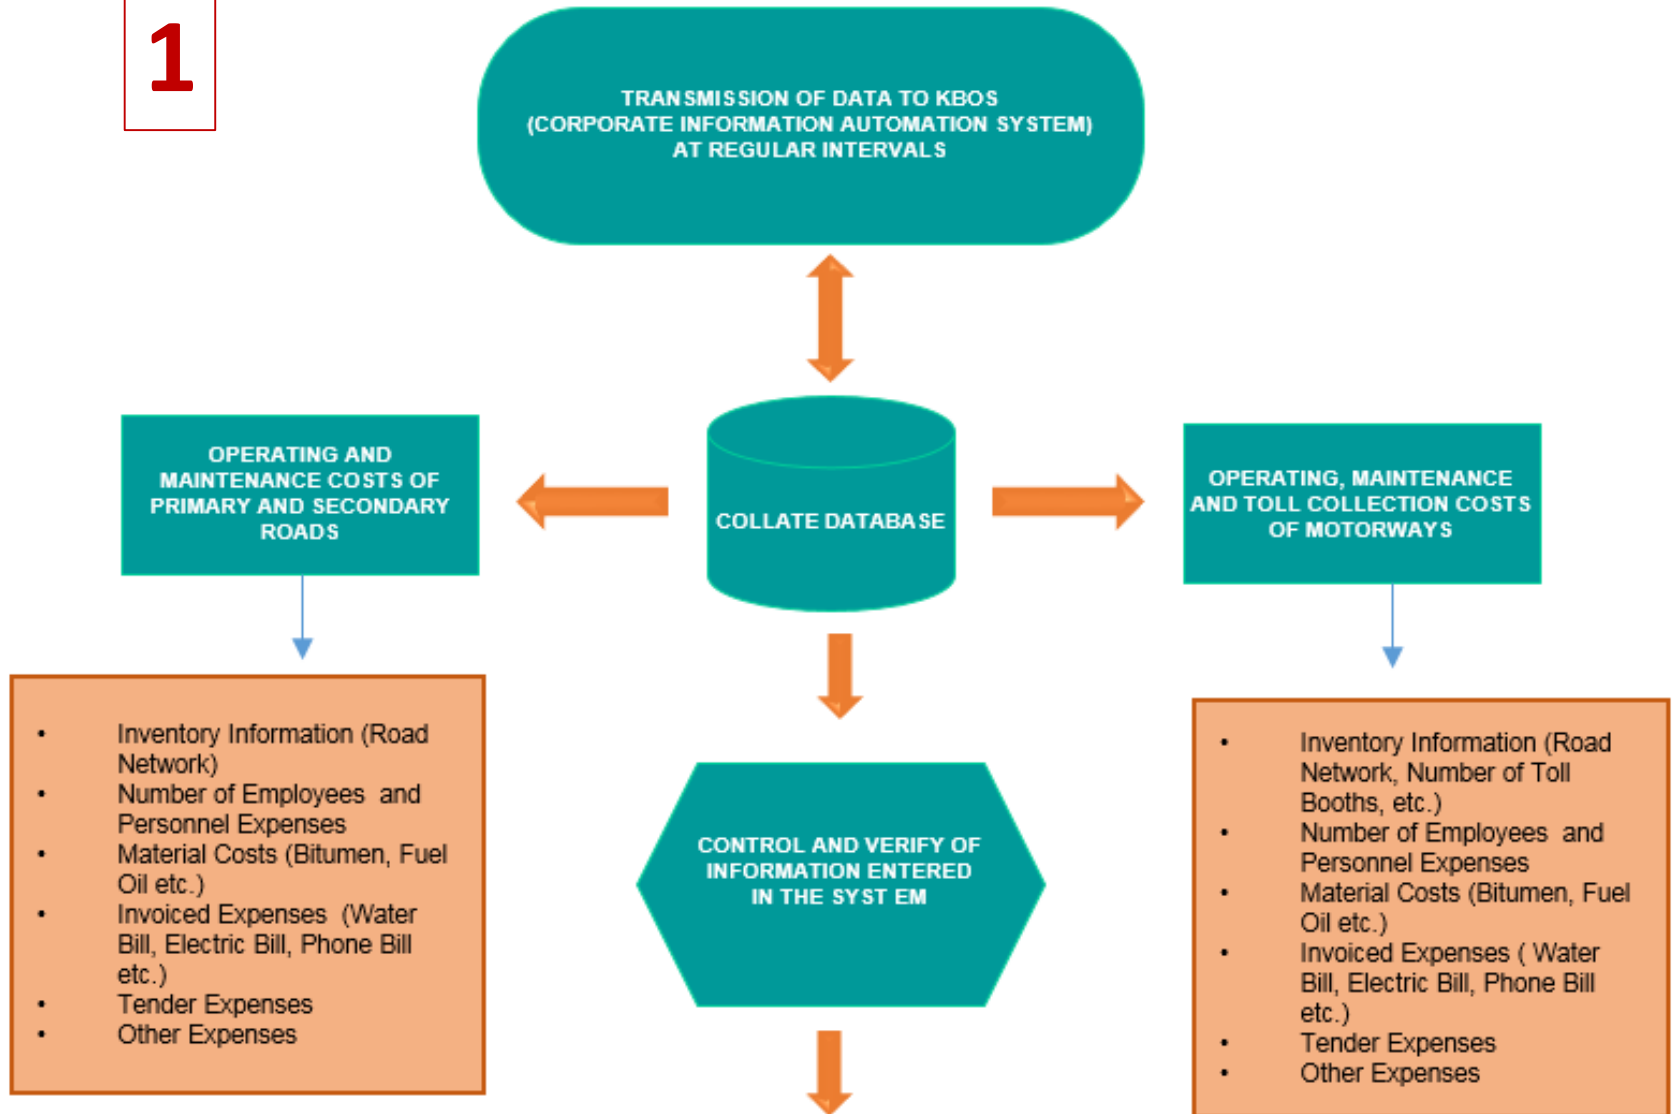 1
TRANSMISSION OF DATA TO KBOS
(CORPORATE INFORMATION AUTOMATION SYSTEM)
AT REGULAR INTERVALS
OPERATING AND
MAINTENANCE COSTS OF
PRIMARY AND SECONDARY
ROADS
COLLATE DATABASE
OPERATING, MAINTENANCE
AND TOLL COLLECTION COSTS
OF MOTORWAYS
• Inventory Information (Road
Network)
• Number of Employees and
Personnel Expenses
• Material Costs (Bitumen, Fuel
Oil etc.)
• Invoiced Expenses (Water
Bill, Electric Bill, Phone Bill
etc.)
• Tender Expenses
• Other Expenses
CONTROL AND VERIFY OF
INFORMATION ENTERED
IN THE SYST EM
• Inventory Information (Road
Network, Number of Toll
Booths, etc.)
• Number of Employees and
Personnel Expenses
• Material Costs (Bitumen, Fuel
Oil etc.)
• Invoiced Expenses ( Water
Bill, Electric Bill, Phone Bill
etc.)
• Tender Expenses
• Other Expenses